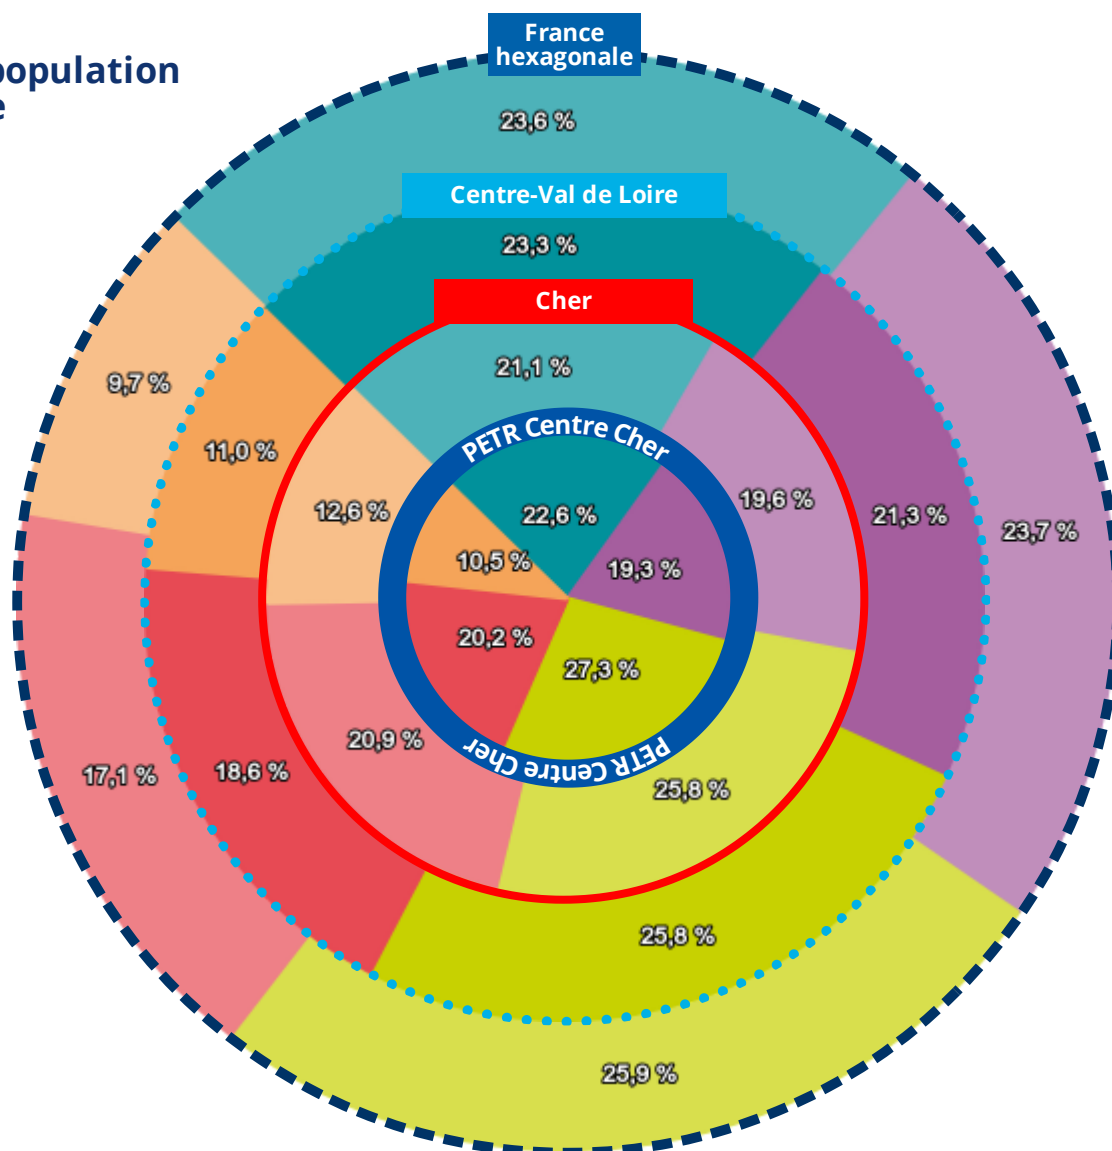 France
hexagonale
population
e
23,6 %
Centre-Val de Loire
23,3 %
Cher
21,1 %
9,7 %
PETR Centre Cher
11,0 %
12,6 %
22,6 %
19,6 %
21,3 %
23,7 %
10,5 %
19,3 %
20,2 %
27,3 %
20,9 %
PETR Centre Cher
17,1 %
18,6 %
25,8 %
25,8 %
25,9 %